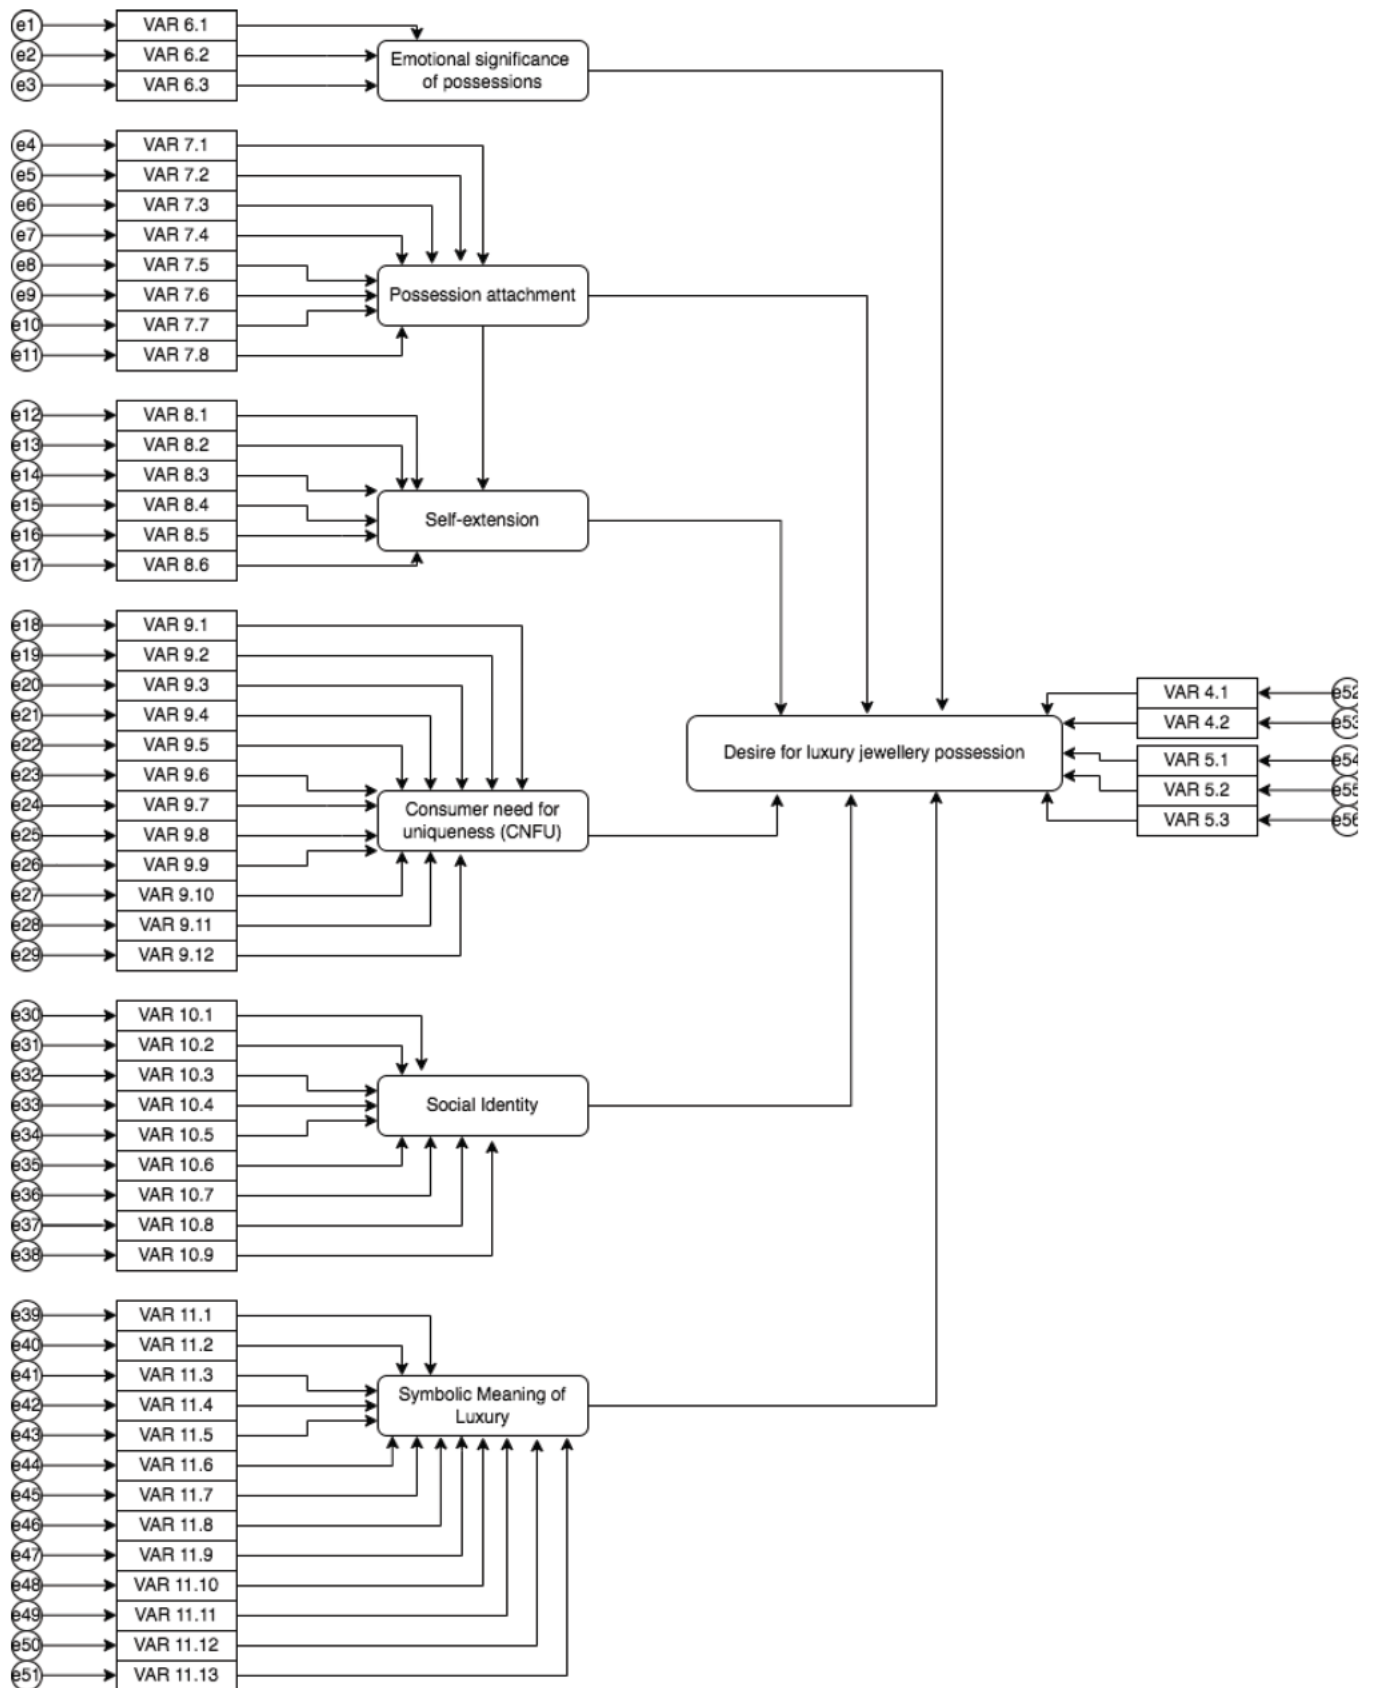 e1 VAR 6.1
e2 VAR 6.2
e3 VAR 6.3
Emotional significance
of possessions
e4 VAR 7.1
e5 VAR 7.2
e6 VAR 7.3
e7 VAR 7.4
e8 VAR 7.5
e9 VAR 7.6
e10 VAR 7.7
e11 VAR 7.8
Possession attachment
e12 VAR 8.1
e13 VAR 8.2
e14 VAR 8.3
e15 VAR 8.4
e16 VAR 8.5
e17 VAR 8.6
Self-extension
e18 VAR 9.1
e19 VAR 9.2
e20 VAR 9.3
e21 VAR 9.4
e22 VAR 9.5
e23 VAR 9.6
e24 VAR 9.7
e25 VAR 9.8
e26 VAR 9.9
e27 VAR 9.10
e28 VAR 9.11
e29 VAR 9.12
Consumer need for
uniqueness (CNFU)
e30 VAR 10.1
e31 VAR 10.2
e32 VAR 10.3
e33 VAR 10.4
e34 VAR 10.5
e35 VAR 10.6
e36 VAR 10.7
e37 VAR 10.8
e38 VAR 10.9
Social Identity
e39 VAR 11.1
e40 VAR 11.2
e41 VAR 11.3
e42 VAR 11.4
e43 VAR 11.5
e44 VAR 11.6
e45 VAR 11.7
e46 VAR 11.8
e47 VAR 11.9
e48 VAR 11.10
e49 VAR 11.11
e50 VAR 11.12
e51 VAR 11.13
Symbolic Meaning of
Luxury
Desire for luxury jewellery possession
VAR 4.1 e52
VAR 4.2 e53
VAR 5.1 e54
VAR 5.2 e55
VAR 5.3 e56